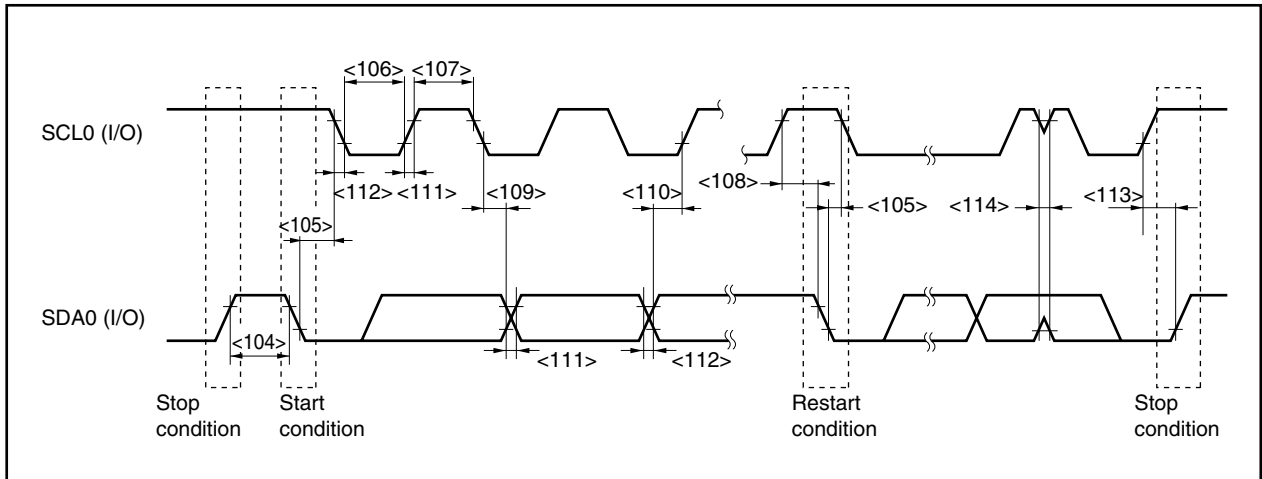 <106>
<107>
SCL0 (I/O)
<112>
<111>
<109>
<110>
<108>
<105>
<114>
<113>
<105>
SDA0 (I/O)
<104>
<111>
<112>
Stop
condition
Start
condition
Restart
condition
Stop
condition